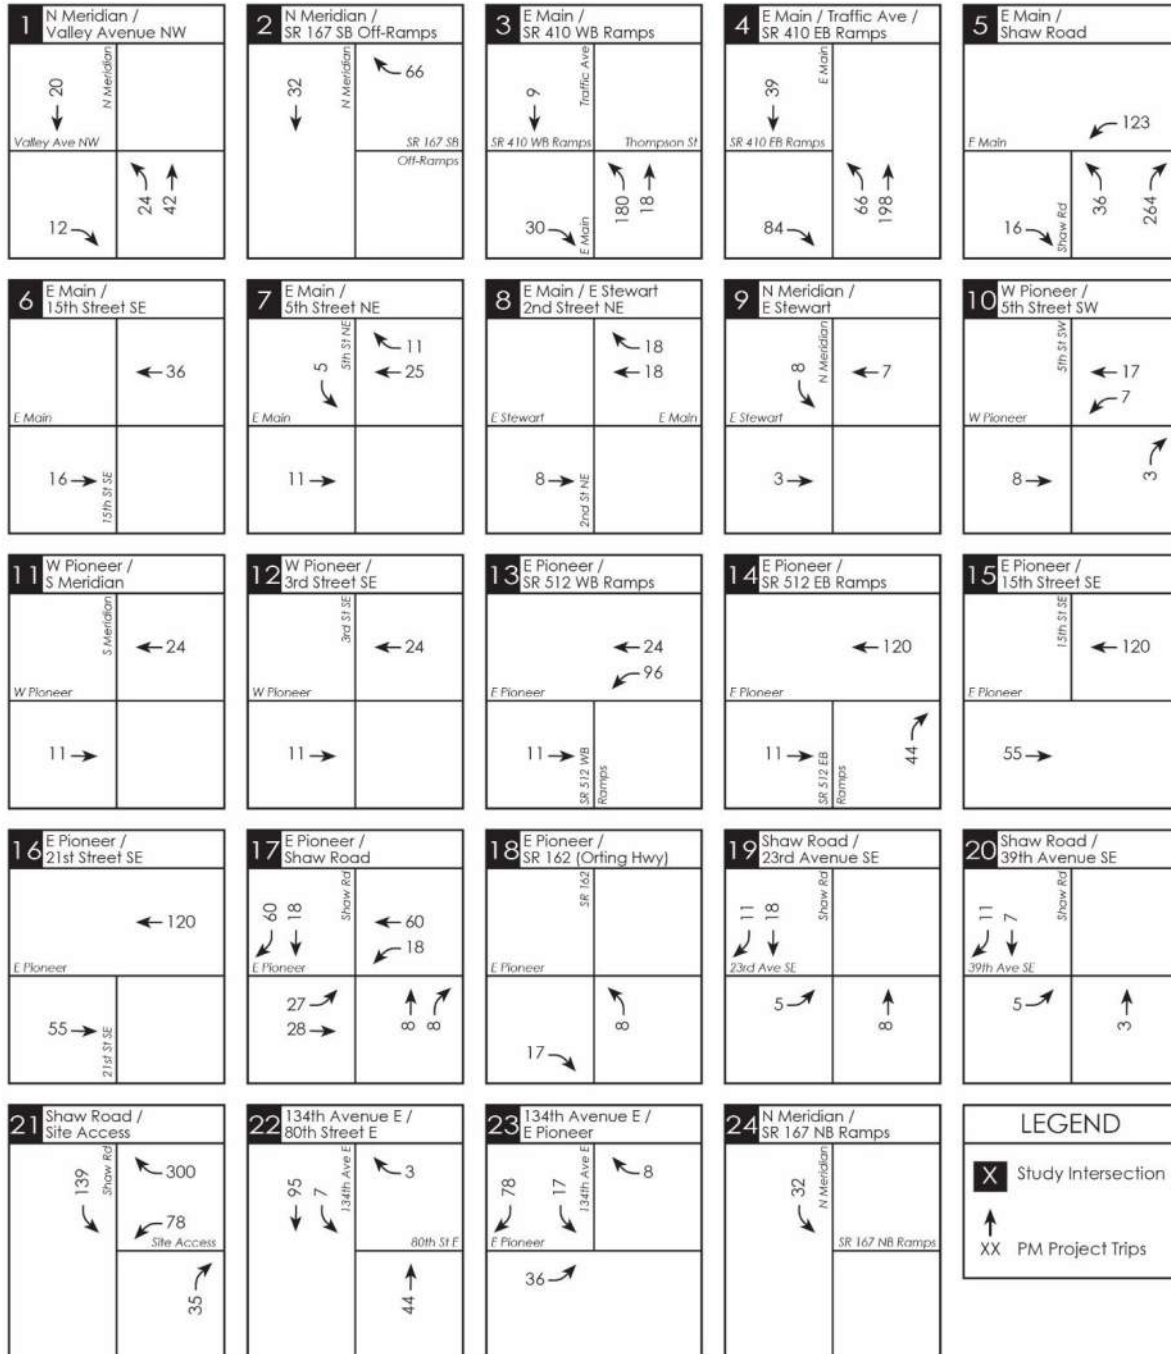 1 N Meridian /
Valley Avenue NW
20
N Meridian
Valley Ave NW
24
42
12
2 N Meridian /
SR 167 SB Off-Ramps
32
N Meridian
66
SR 167 SB
Off-Ramps
3 E Main /
SR 410 WB Ramps
9
Traffic Ave
SR 410 WB Ramps
Thompson St
180
18
30
E Main
4 E Main / Traffic Ave /
SR 410 EB Ramps
39
E Main
SR 410 EB Ramps
66
198
84
5 E Main /
Shaw Road
123
E Main
36
264
16
Shaw Rd
6 E Main /
15th Street SE
36
E Main
16
15th St SE
7 E Main /
5th Street NE
5
5th St NE
11
25
E Main
11
8 E Main / E Stewart
2nd Street NE
18
18
E Stewart
E Main
8
2nd St NE
9 N Meridian /
E Stewart
8
N Meridian
7
E Stewart
3
10 W Pioneer /
5th Street SW
5th St SW
17
7
W Pioneer
8
3
11 W Pioneer /
S Meridian
S Meridian
24
W Pioneer
11
12 W Pioneer /
3rd Street SE
3rd St SE
24
W Pioneer
11
13 E Pioneer /
SR 512 WB Ramps
24
96
E Pioneer
11
SR 512 WB
Ramps
14 E Pioneer /
SR 512 EB Ramps
120
E Pioneer
11
SR 512 EB
Ramps
44
15 E Pioneer /
15th Street SE
15th St SE
120
E Pioneer
55
16 E Pioneer /
21st Street SE
120
E Pioneer
55
21st St SE
17 E Pioneer /
Shaw Road
60
18
Shaw Rd
60
18
E Pioneer
27
28
8
8
18 E Pioneer /
SR 162 (Orting Hwy)
SR 162
E Pioneer
8
17
19 Shaw Road /
23rd Avenue SE
11
18
Shaw Rd
23rd Ave SE
5
8
20 Shaw Road /
39th Avenue SE
11
7
Shaw Rd
39th Ave SE
5
3
21 Shaw Road /
Site Access
139
Shaw Rd
300
78
Site Access
35
22 134th Avenue E /
80th Street E
95
7
134th Ave E
3
80th St E
44
23 134th Avenue E /
E Pioneer
78
17
134th Ave E
8
E Pioneer
36
24 N Meridian /
SR 167 NB Ramps
32
N Meridian
SR 167 NB Ramps
LEGEND
X Study Intersection
XX PM Project Trips